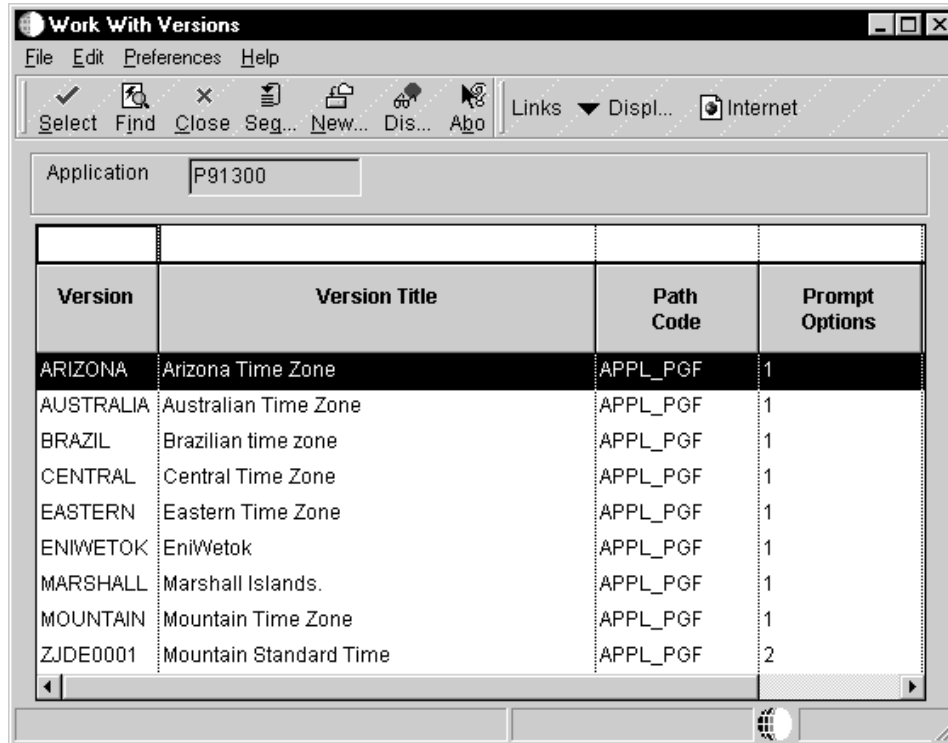 Work With Versions
File Edit Preferences Help
Select Find Close Seq... New... Dis... Abo Links Displ... Internet
Application P91300
Version Version Title Path Code Prompt Options
ARIZONA Arizona Time Zone APPL_PGF 1
AUSTRALIA Australian Time Zone APPL_PGF 1
BRAZIL Brazilian time zone APPL_PGF 1
CENTRAL Central Time Zone APPL_PGF 1
EASTERN Eastern Time Zone APPL_PGF 1
ENIWETOK EniWetok APPL_PGF 1
MARSHALL Marshall Islands. APPL_PGF 1
MOUNTAIN Mountain Time Zone APPL_PGF 1
ZJDE0001 Mountain Standard Time APPL_PGF 2